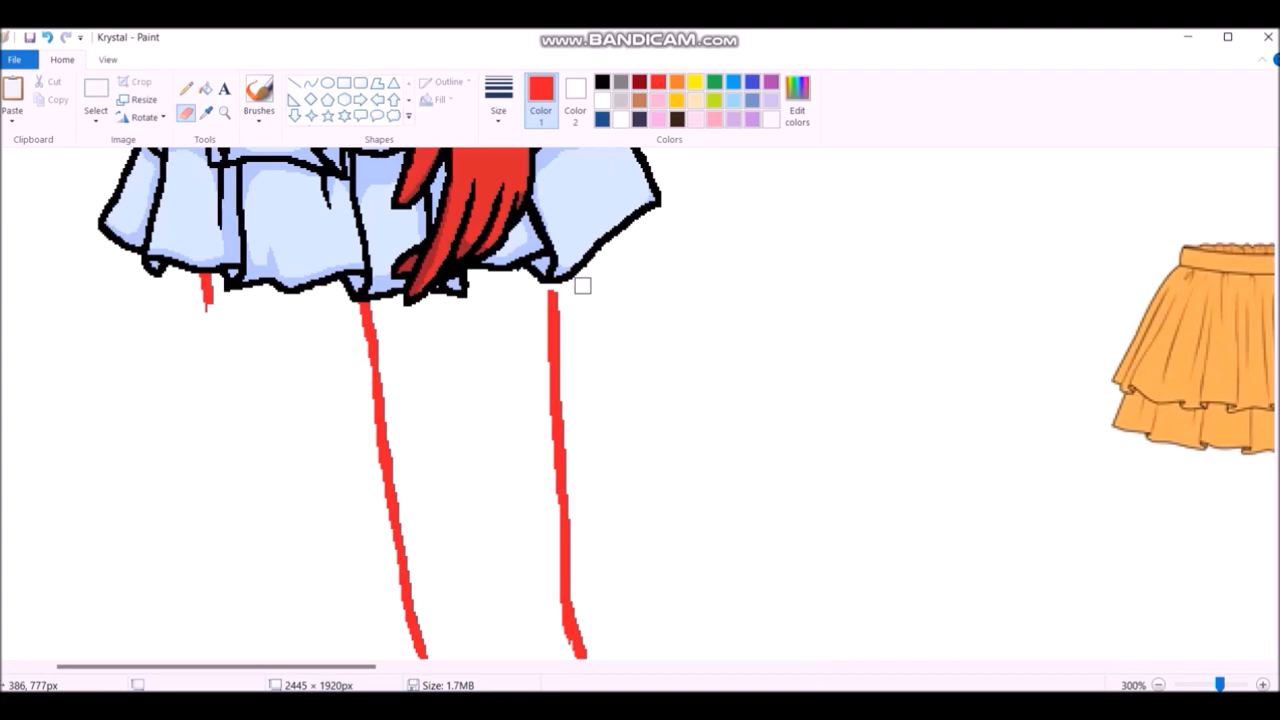 Krystal - Paint
www.BANDICAM.com
File
Home
View
Paste
Cut
Copy
Clipboard
Select
Crop
Resize
Rotate
Image
A
Tools
Brushes
Outline
Fill
Shapes
Size
Color
1
Color
2
Edit
colors
Colors
386, 777px
2445 × 1920px
Size: 1.7MB
300%